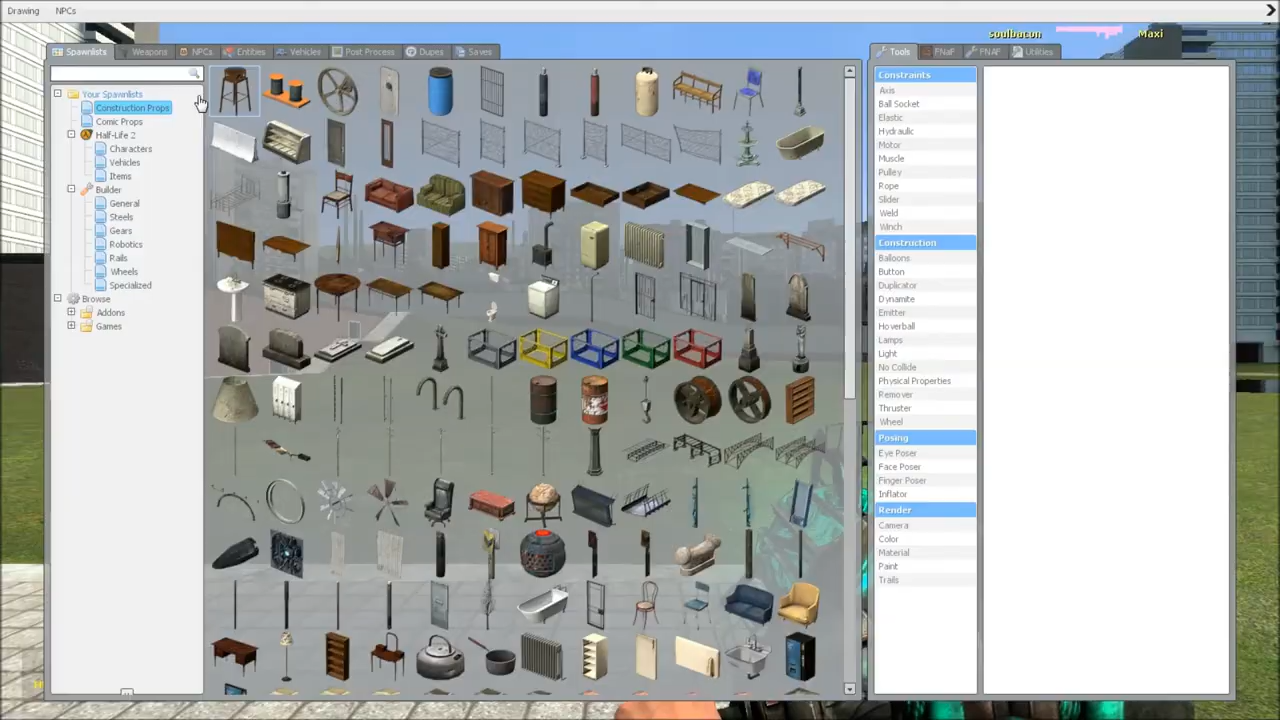 Drawing NPCs
soulbacon Maxi
Spawnlists Weapons NPCs Entities Vehicles Post Process Dupes Saves
Tools FNaF PNAF Utilities
Your Spawnlists
Construction Props
Comic Props
Half-Life 2
Characters
Vehicles
Items
Builder
General
Steels
Gears
Robotics
Rails
Wheels
Specialized
Browse
Addons
Games
Constraints
Axis
Ball Socket
Elastic
Hydraulic
Motor
Muscle
Pulley
Rope
Slider
Weld
Winch
Construction
Balloons
Button
Duplicator
Dynamite
Emitter
Hoverball
Lamps
Light
No Collide
Physical Properties
Remover
Thruster
Wheel
Posing
Eye Poser
Face Poser
Finger Poser
Inflator
Render
Camera
Color
Material
Paint
Trails